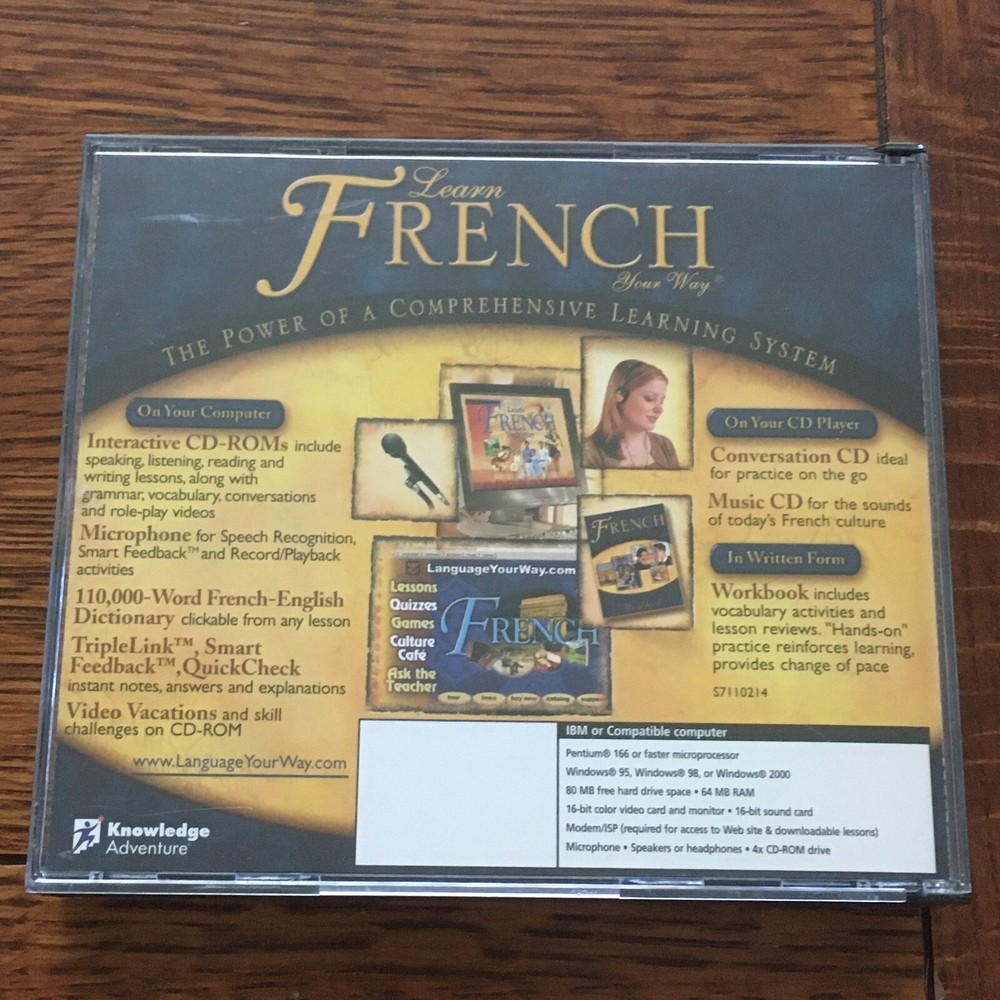 Learn
FRENCH
Your Way®
THE POWER OF A COMPREHENSIVE LEARNING SYSTEM
On Your Computer
Interactive CD-ROMs include
speaking, listening, reading and
writing lessons, along with
grammar, vocabulary, conversations
and role-play videos
Microphone for Speech Recognition,
Smart Feedback™ and Record/Playback
activities
110,000-Word French-English
Dictionary clickable from any lesson
TripleLink™, Smart
Feedback™, QuickCheck
instant notes, answers and explanations
Video Vacations and skill
challenges on CD-ROM
www.LanguageYourWay.com
Knowledge
Adventure
Learn
FRENCH
FRENCH
LanguageYourWay.com
Lessons
Quizzes
Games
Culture
Café
Ask the
Teacher
FRENCH
On Your CD Player
Conversation CD ideal
for practice on the go
Music CD for the sounds
of today's French culture
In Written Form
Workbook includes
vocabulary activities and
lesson reviews. "Hands-on"
practice reinforces learning,
provides change of pace
S7110214
IBM or Compatible computer
Pentium® 166 or faster microprocessor
Windows® 95, Windows® 98, or Windows® 2000
80 MB free hard drive space • 64 MB RAM
16-bit color video card and monitor • 16-bit sound card
Modem/ISP (required for access to Web site & downloadable lessons)
Microphone • Speakers or headphones • 4x CD-ROM drive